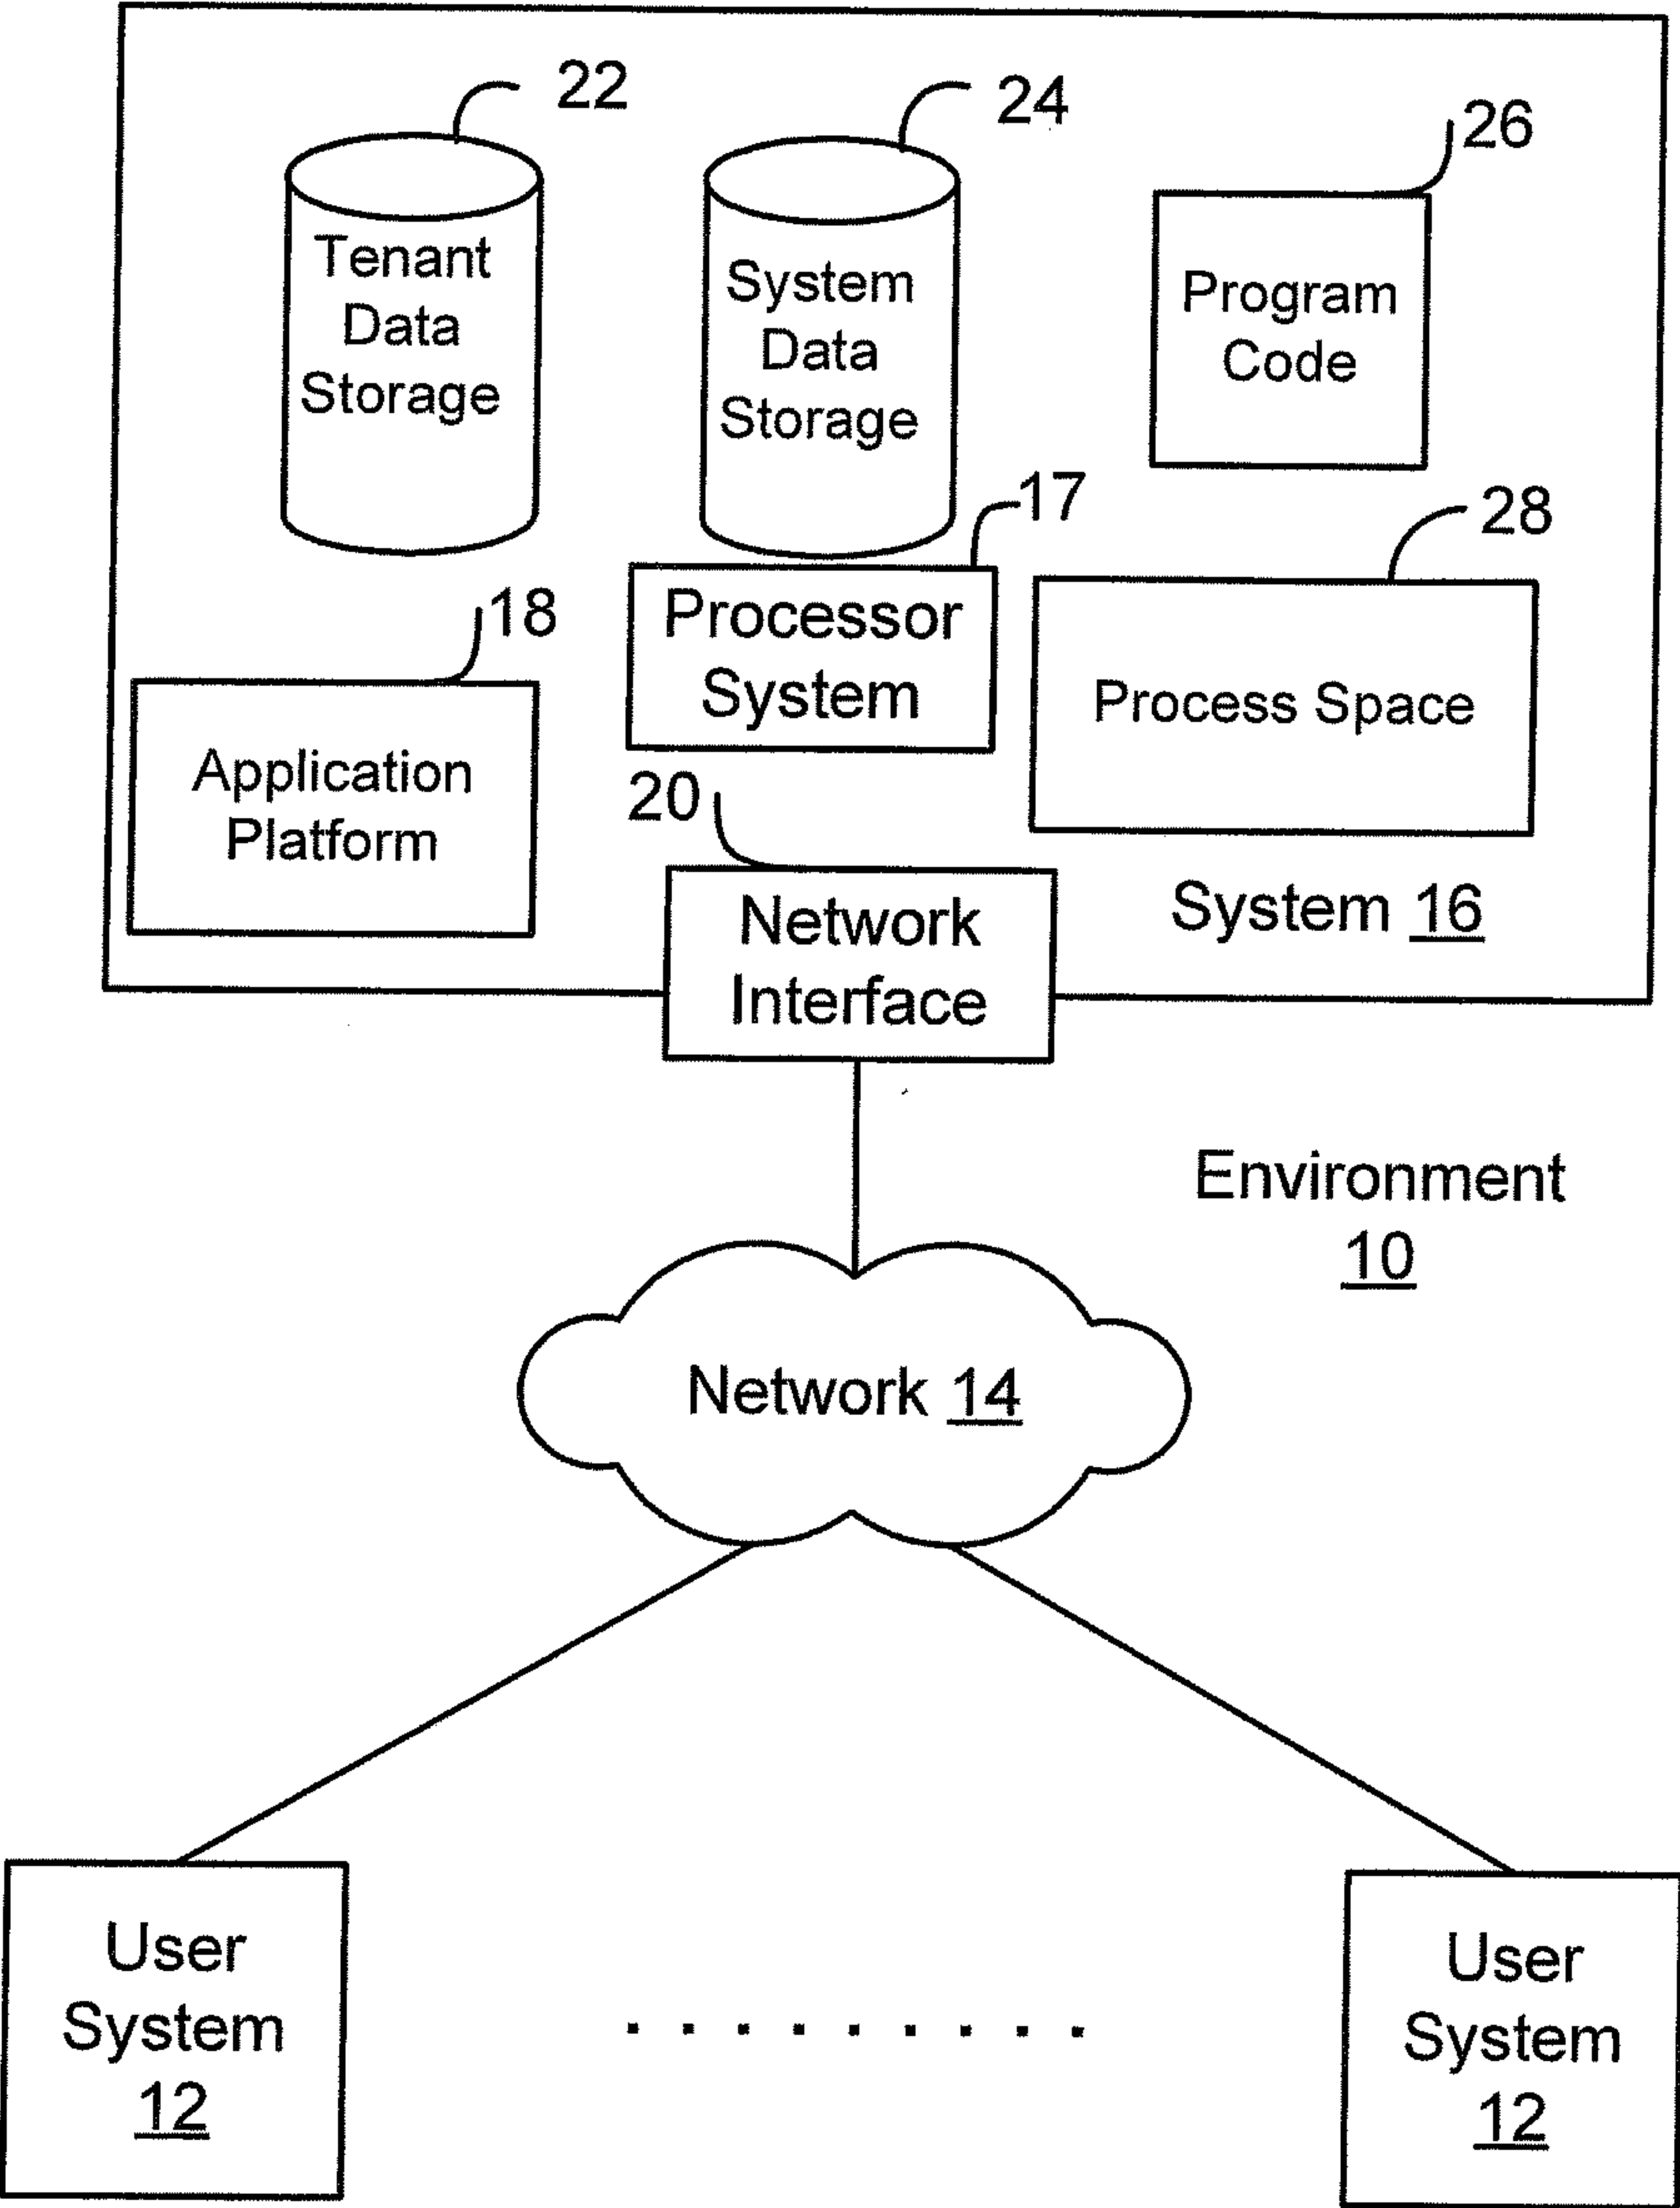 22
24
26
Tenant
Data
Storage
System
Data
Storage
Program
Code
17
28
18
Processor
System
Process Space
Application
Platform
20
Network
Interface
System 16
Environment
10
Network 14
User
System
12
. . . . . . . . .
User
System
12